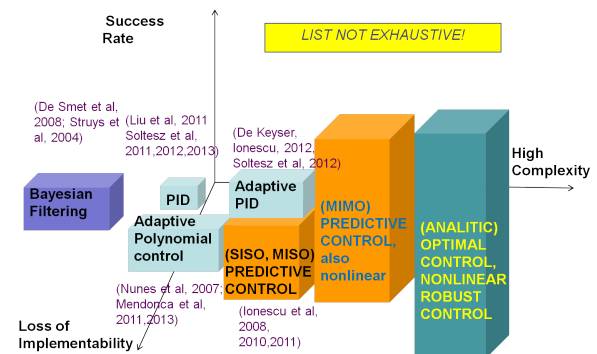 Success
Rate
LIST NOT EXHAUSTIVE!
(De Smet et al,
2008; Struys et
al, 2004)
(Liu et al, 2011
Soltesz et al,
2011,2012,2013)
(De Keyser,
Ionescu, 2012,
Soltesz et al, 2012)
High
Complexity
Bayesian
Filtering
PID
Adaptive
PID
Adaptive
Polynomial
control
(SISO, MISO)
PREDICTIVE
CONTROL
(MIMO)
PREDICTIVE
CONTROL,
also
nonlinear
(ANALITIC)
OPTIMAL
CONTROL,
NONLINEAR
ROBUST
CONTROL
(Nunes et al, 2007;
Mendonca et al,
2011,2013)
(Ionescu et al,
2008,
2010,2011)
Loss of
Implementability